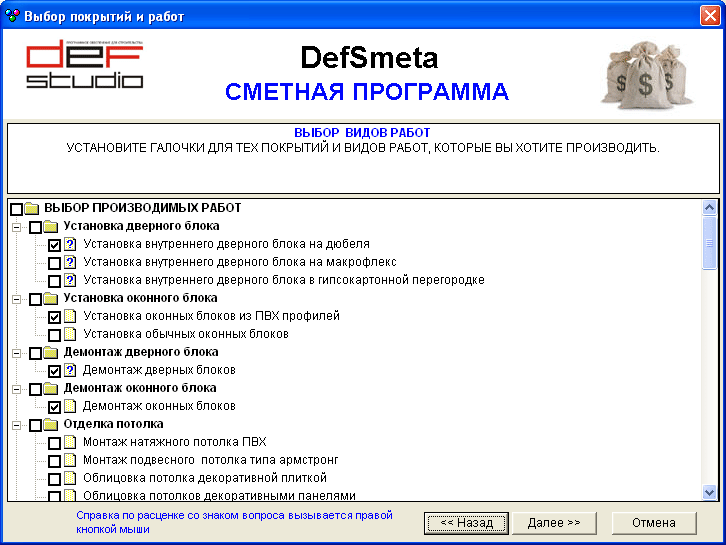 Выбор покрытий и работ
ПРОГРАММНОЕ ОБЕСПЕЧЕНИЕ ДЛЯ СТРОИТЕЛЬСТВА
DEF
studio
DefSmeta
СМЕТНАЯ ПРОГРАММА
$ $ $
ВЫБОР ВИДОВ РАБОТ
УСТАНОВИТЕ ГАЛОЧКИ ДЛЯ ТЕХ ПОКРЫТИЙ И ВИДОВ РАБОТ, КОТОРЫЕ ВЫ ХОТИТЕ ПРОИЗВОДИТЬ.
ВЫБОР ПРОИЗВОДИМЫХ РАБОТ
Установка дверного блока
? Установка внутреннего дверного блока на дюбеля
? Установка внутреннего дверного блока на макрофлекс
? Установка внутреннего дверного блока в гипсокартонной перегородке
Установка оконного блока
Установка оконных блоков из ПВХ профилей
Установка обычных оконных блоков
Демонтаж дверного блока
? Демонтаж дверных блоков
Демонтаж оконного блока
Демонтаж оконных блоков
Отделка потолка
Монтаж натяжного потолка ПВХ
Монтаж подвесного потолка типа армстронг
Облицовка потолка декоративной плиткой
Облицовка потолков декоративными панелями
Справка по расценке со знаком вопроса вызывается правой
кнопкой мыши
<< Назад
Далее >>
Отмена